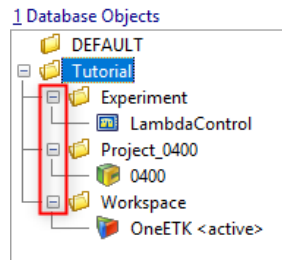 1 Database Objects
DEFAULT
Tutorial
Experiment
LambdaControl
Project_0400
0400
Workspace
OneETK <active>